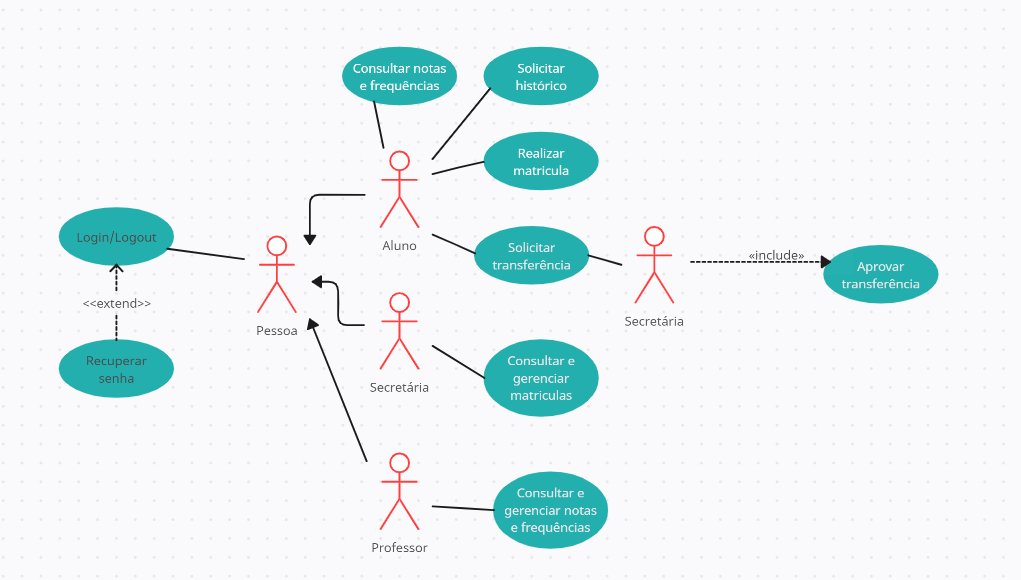 Consultar notas
e frequências
Solicitar
histórico
Realizar
matricula
Login/Logout
Aluno
Solicitar
transferência
«include»
Aprovar
transferência
<<extend>>
Pessoa
Secretária
Recuperar
senha
Secretária
Consultar e
gerenciar
matriculas
Consultar e
gerenciar notas
e frequências
Professor